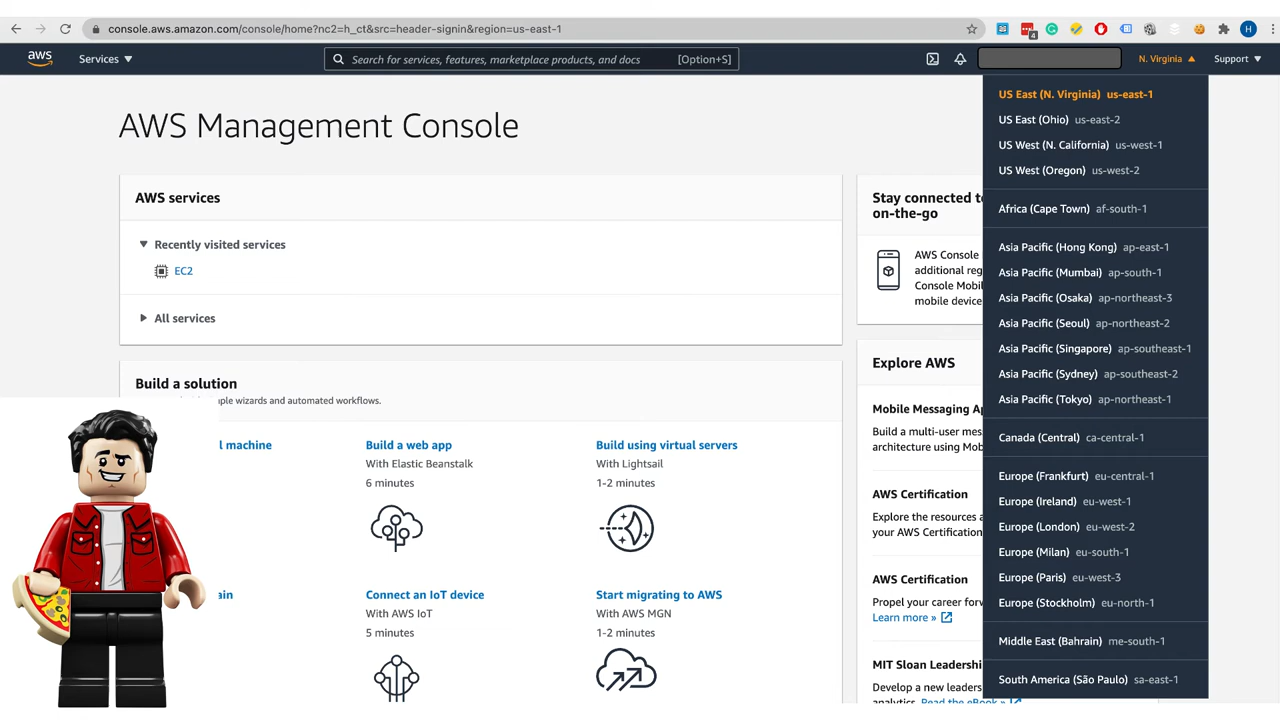 console.aws.amazon.com/console/home?nc2=h_ct&src=header-signin&region=us-east-1
4
H
aws
Services
Search for services, features, marketplace products, and docs [Option+S]
N. Virginia
Support
AWS Management Console
AWS services
Recently visited services
EC2
All services
Build a solution
ple wizards and automated workflows.
l machine
Build a web app
With Elastic Beanstalk
6 minutes
Build using virtual servers
With Lightsail
1-2 minutes
ain
Connect an IoT device
With AWS IoT
5 minutes
Start migrating to AWS
With AWS MGN
1-2 minutes
Stay connected to
on-the-go
AWS Console
additional reg
Console Mobil
mobile device
Explore AWS
Mobile Messaging Ap
Build a multi-user mes
architecture using Mob
AWS Certification
Explore the resources a
your AWS Certification
AWS Certification
Propel your career forw
Learn more »
MIT Sloan Leadershi
Develop a new leaders
analytics. Read the eBook »
US East (N. Virginia) us-east-1
US East (Ohio) us-east-2
US West (N. California) us-west-1
US West (Oregon) us-west-2
Africa (Cape Town) af-south-1
Asia Pacific (Hong Kong) ap-east-1
Asia Pacific (Mumbai) ap-south-1
Asia Pacific (Osaka) ap-northeast-3
Asia Pacific (Seoul) ap-northeast-2
Asia Pacific (Singapore) ap-southeast-1
Asia Pacific (Sydney) ap-southeast-2
Asia Pacific (Tokyo) ap-northeast-1
Canada (Central) ca-central-1
Europe (Frankfurt) eu-central-1
Europe (Ireland) eu-west-1
Europe (London) eu-west-2
Europe (Milan) eu-south-1
Europe (Paris) eu-west-3
Europe (Stockholm) eu-north-1
Middle East (Bahrain) me-south-1
South America (São Paulo) sa-east-1